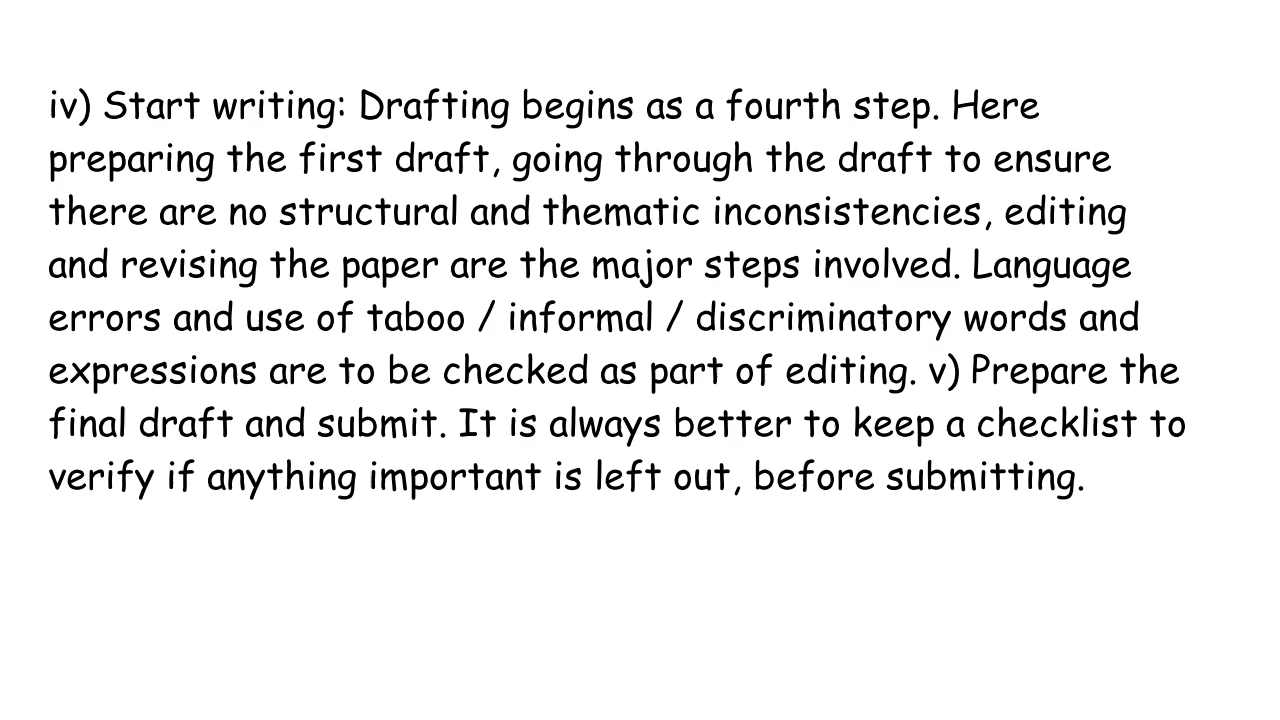 iv) Start writing: Drafting begins as a fourth step. Here
preparing the first draft, going through the draft to ensure
there are no structural and thematic inconsistencies, editing
and revising the paper are the major steps involved. Language
errors and use of taboo / informal / discriminatory words and
expressions are to be checked as part of editing. v) Prepare the
final draft and submit. It is always better to keep a checklist to
verify if anything important is left out, before submitting.